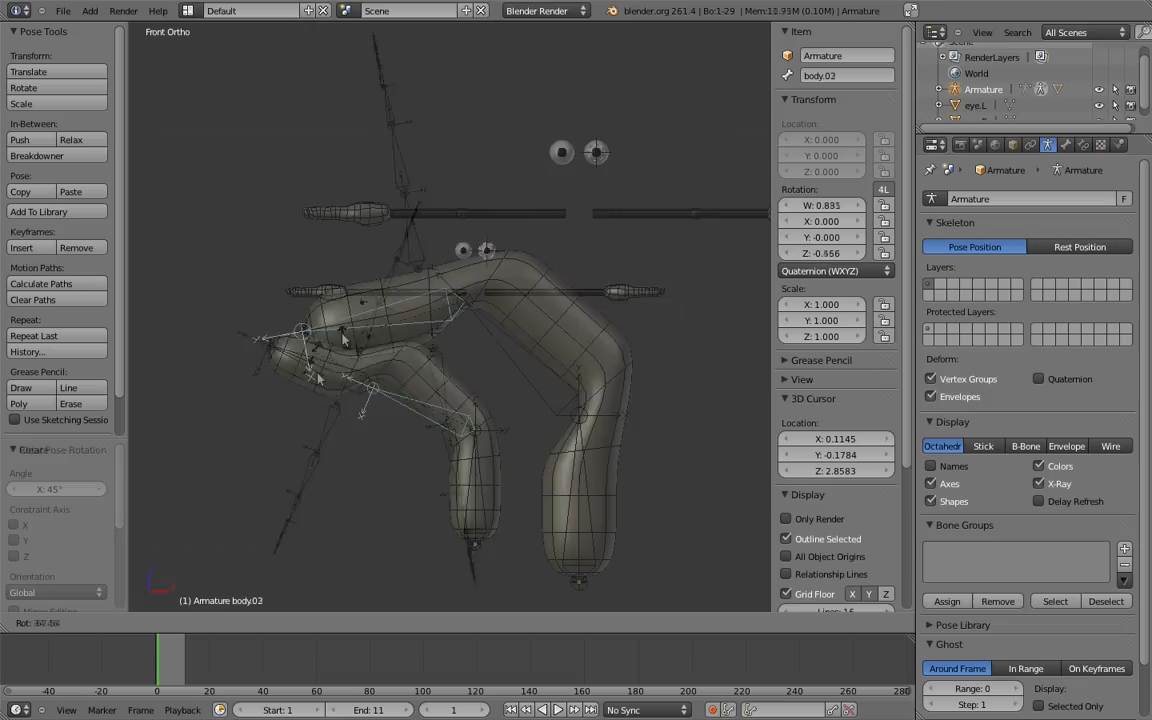 File Add Render Help Default Scene Blender Render blender.org 261.4 | Bo:1-29 | Mem:11.93M (0.10M) | Armature
Pose Tools
Transform:
Translate
Rotate
Scale
In-Between:
Push Relax
Breakdowner
Pose:
Copy Paste
Add To Library
Keyframes:
Insert Remove
Motion Paths:
Calculate Paths
Clear Paths
Repeat:
Repeat Last
History...
Grease Pencil:
Draw Line
Poly Erase
Use Sketching Sessio
Pose Rotation
Angle
X: 45°
Constraint Axis
X
Y
Z
Orientation
Global
Front Ortho
(1) Armature body.03
Rot:
Item
Armature
body.03
Transform
Location:
X: 0.000
Y: 0.000
Z: 0.000
Rotation:
4L
W: 0.835
X: 0.000
Y: -0.000
Z: -0.656
Quaternion (WXYZ)
Scale:
X: 1.000
Y: 1.000
Z: 1.000
Grease Pencil
View
3D Cursor
Location:
X: 0.1145
Y: -0.1784
Z: 2.8583
Display
Only Render
Outline Selected
All Object Origins
Relationship Lines
Grid Floor X Y Z
Lines: 16
View Search All Scenes
Scene
RenderLayers
World
Armature
eye.L
Armature Armature
Armature F
Skeleton
Pose Position Rest Position
Layers:
Protected Layers:
Deform:
Vertex Groups Quaternion
Envelopes
Display
Octahedr Stick B-Bone Envelope Wire
Names Colors
Axes X-Ray
Shapes Delay Refresh
Bone Groups
Assign Remove Select Deselect
Pose Library
Ghost
Around Frame In Range On Keyframes
Range: 0 Display:
Step: 1 Selected Only
-40 -20 0 20 40 60 80 100 120 140 160 180 200 220 240 260 280
View Marker Frame Playback Start: 1 End: 11 1 No Sync